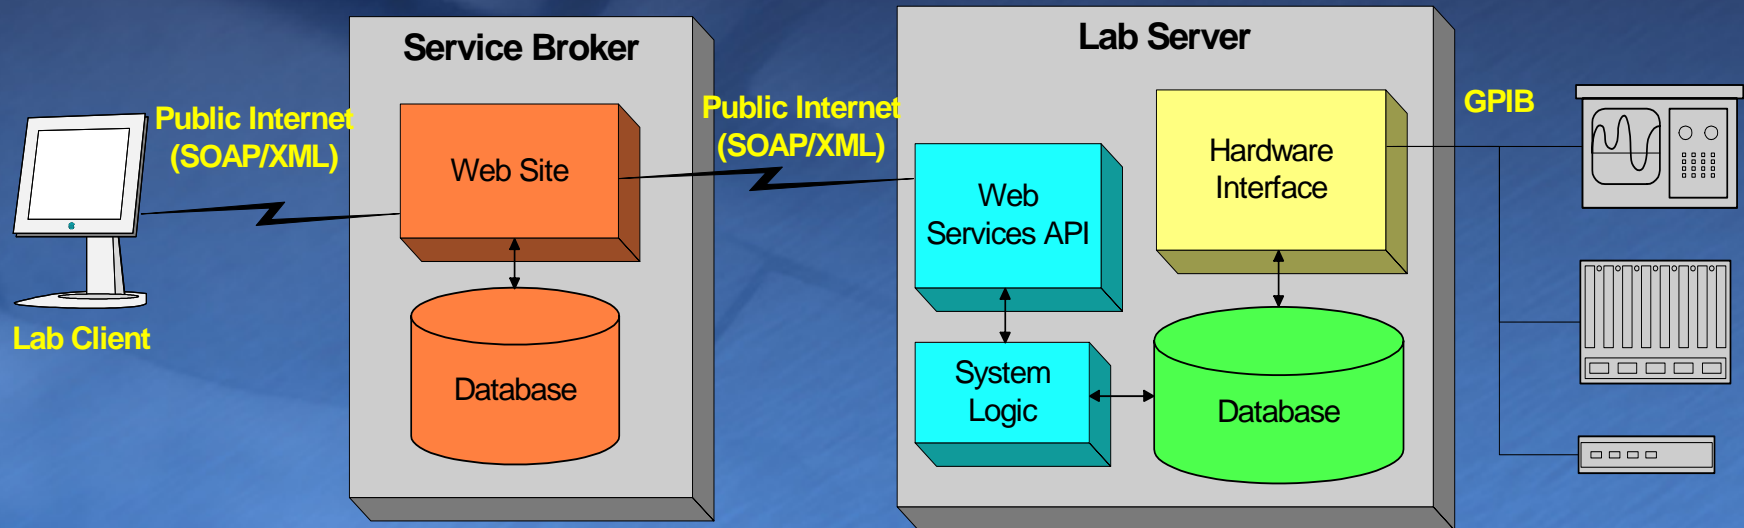 Service Broker
Lab Server
Public Internet
(SOAP/XML)
Web Site
Database
Lab Client
Public Internet
(SOAP/XML)
Web
Services API
System
Logic
Hardware
Interface
Database
GPIB